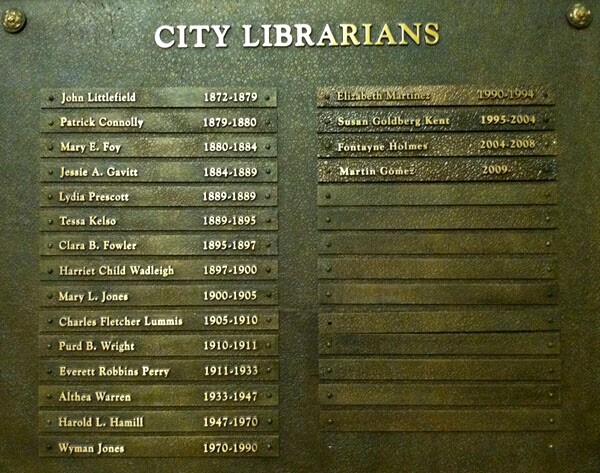 CITY LIBRARIANS
John Littlefield 1872-1879
Patrick Connolly 1879-1880
Mary E. Foy 1880-1884
Jessie A. Gavitt 1884-1889
Lydia Prescott 1889-1889
Tessa Kelso 1889-1895
Clara B. Fowler 1895-1897
Harriet Child Wadleigh 1897-1900
Mary L. Jones 1900-1905
Charles Fletcher Lummis 1905-1910
Purd B. Wright 1910-1911
Everett Robbins Perry 1911-1933
Althea Warren 1933-1947
Harold L. Hamill 1947-1970
Wyman Jones 1970-1990
Elizabeth Martinez 1990-1994
Susan Goldberg Kent 1995-2004
Fontayne Holmes 2004-2008
Martín Gómez 2009-